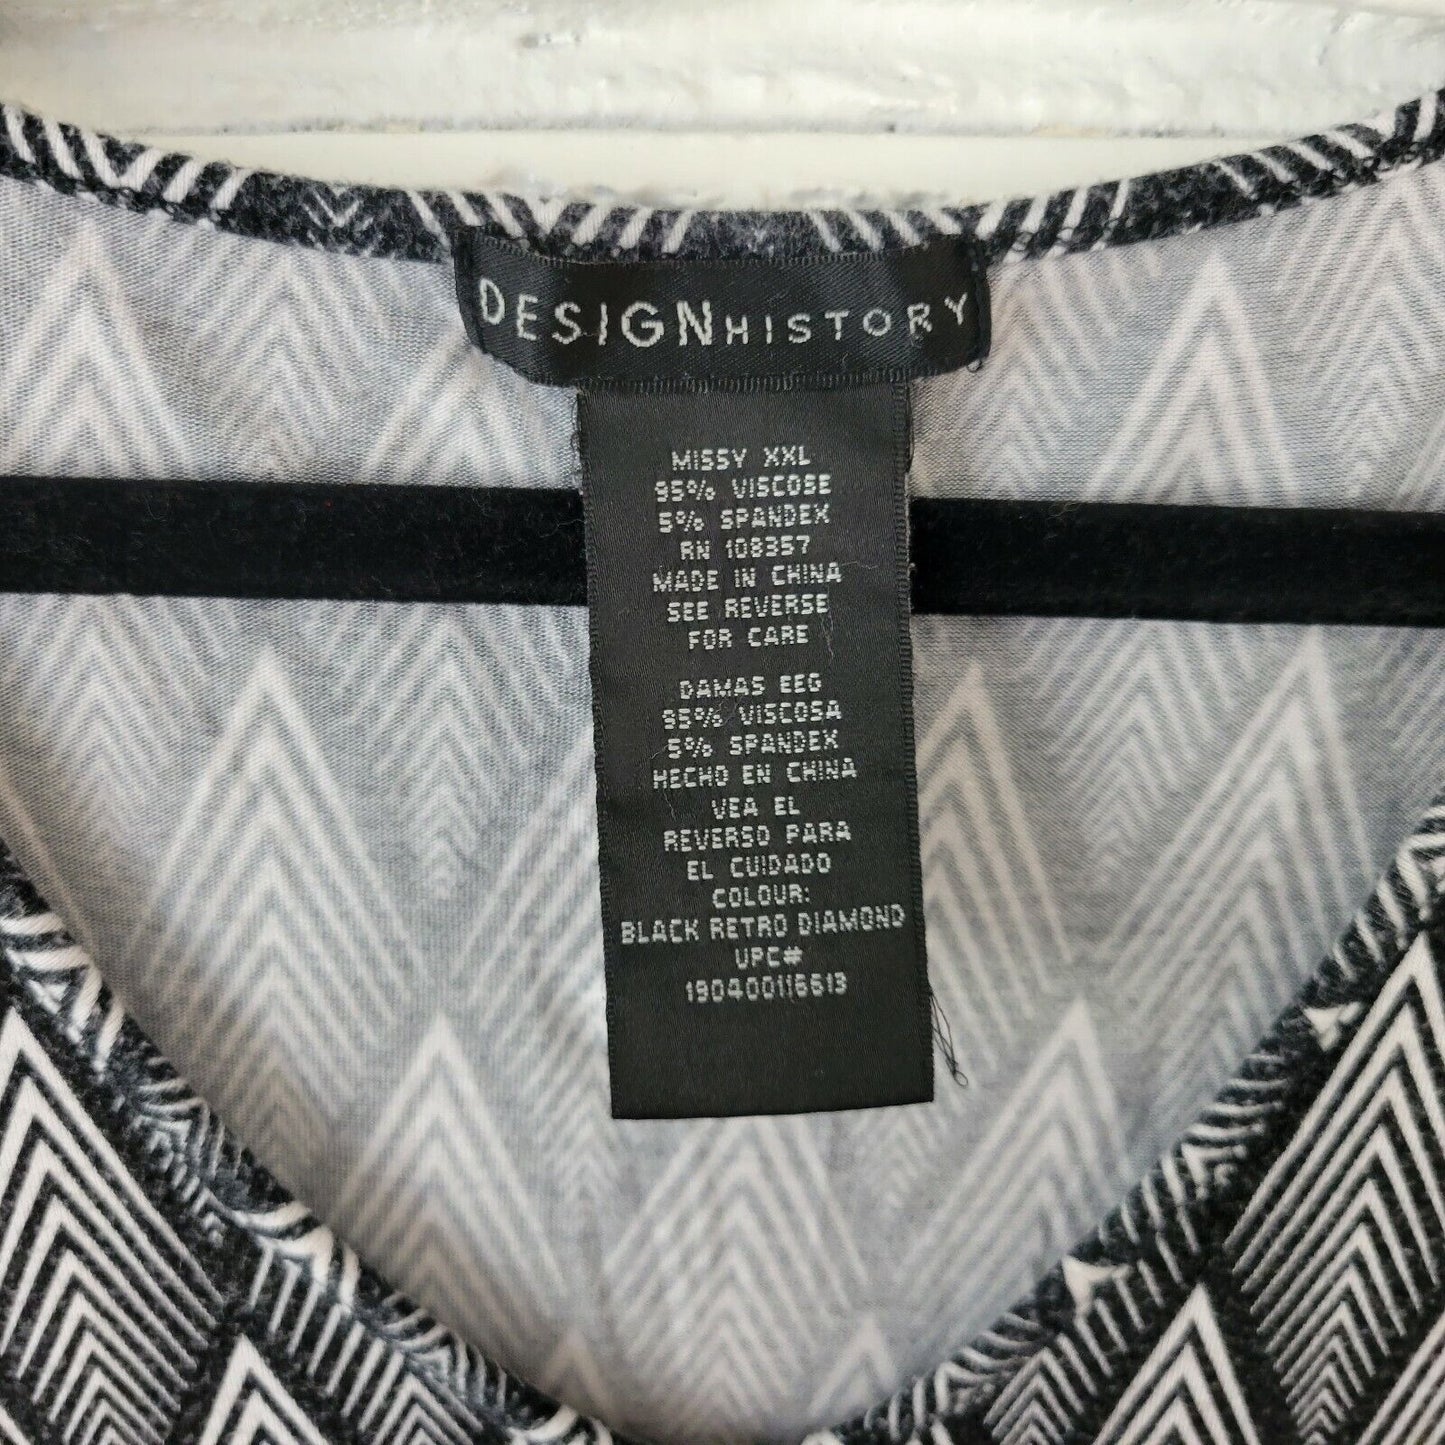 DESIGNHISTORY
MISSY XXL
95% VISCOSE
5% SPANDEX
RN 108357
MADE IN CHINA
SEE REVERSE
FOR CARE
DAMAS EEG
95% VISCOSA
5% SPANDEX
HECHO EN CHINA
VEA EL
REVERSO PARA
EL CUIDADO
COLOUR:
BLACK RETRO DIAMOND
UPC#
190400116613